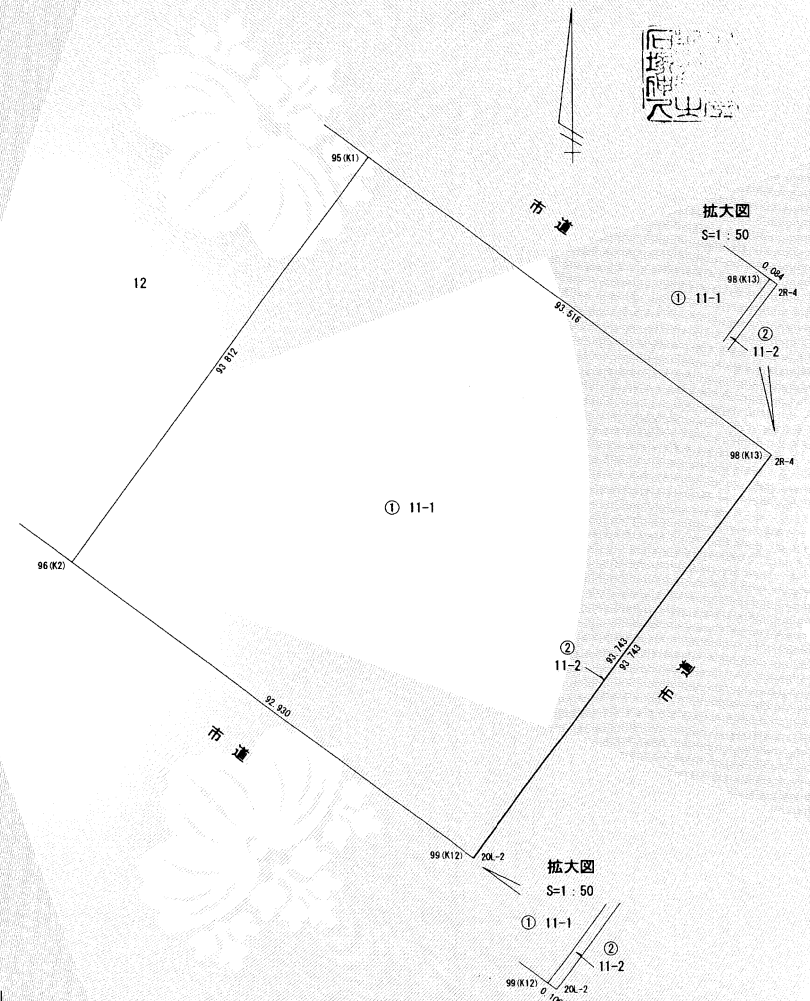 95(K1)
市道
拡大図
S=1:50
0.084
98(K13)
2R-4
① 11-1
②
11-2
12
93.516
93.812
98(K13)
2R-4
① 11-1
96(K2)
②
11-2
93.743
93.743
市道
92.930
市道
99(K12)
20L-2
拡大図
S=1:50
① 11-1
②
11-2
99(K12)
20L-2